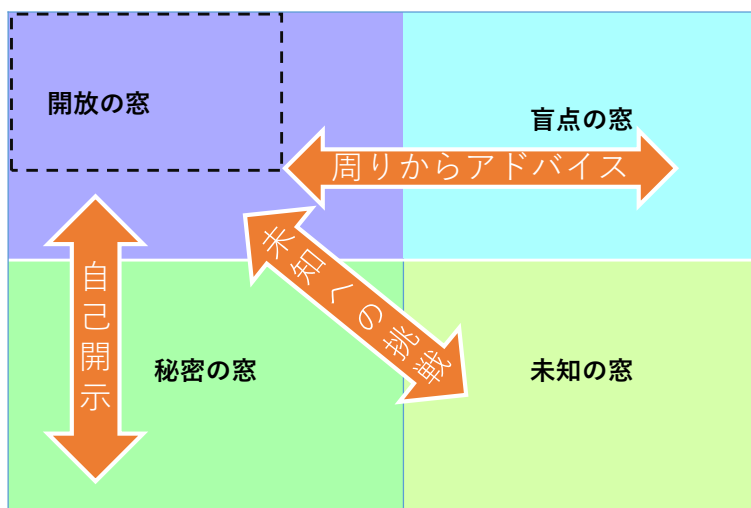 開放の窓
盲点の窓
周りからアドバイス
未知への挑戦
自己開示
秘密の窓
未知の窓